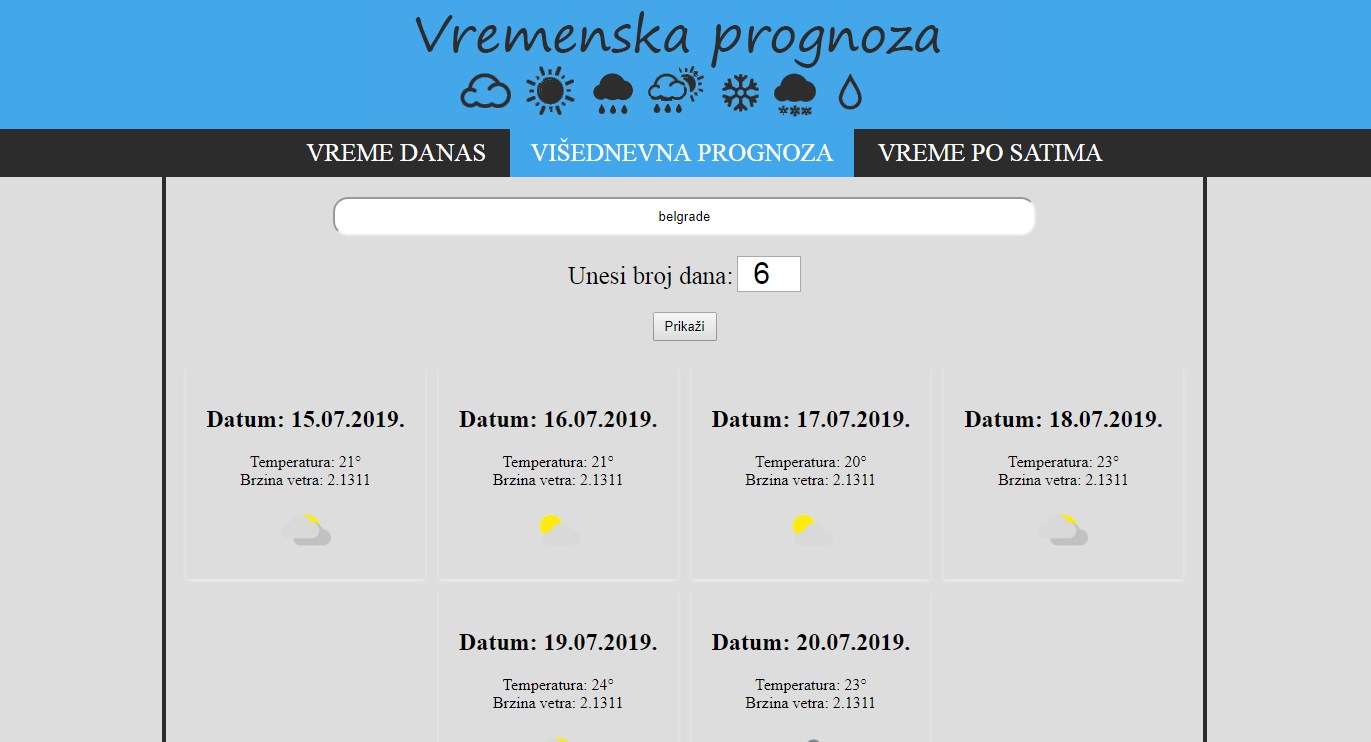 Vremenska prognoza
VREME DANAS VIŠEDNEVNA PROGNOZA VREME PO SATIMA
belgrade
Unesi broj dana: 6
Prikaži
Datum: 15.07.2019.
Temperatura: 21°
Brzina vetra: 2.1311
Datum: 16.07.2019.
Temperatura: 21°
Brzina vetra: 2.1311
Datum: 17.07.2019.
Temperatura: 20°
Brzina vetra: 2.1311
Datum: 18.07.2019.
Temperatura: 23°
Brzina vetra: 2.1311
Datum: 19.07.2019.
Temperatura: 24°
Brzina vetra: 2.1311
Datum: 20.07.2019.
Temperatura: 23°
Brzina vetra: 2.1311